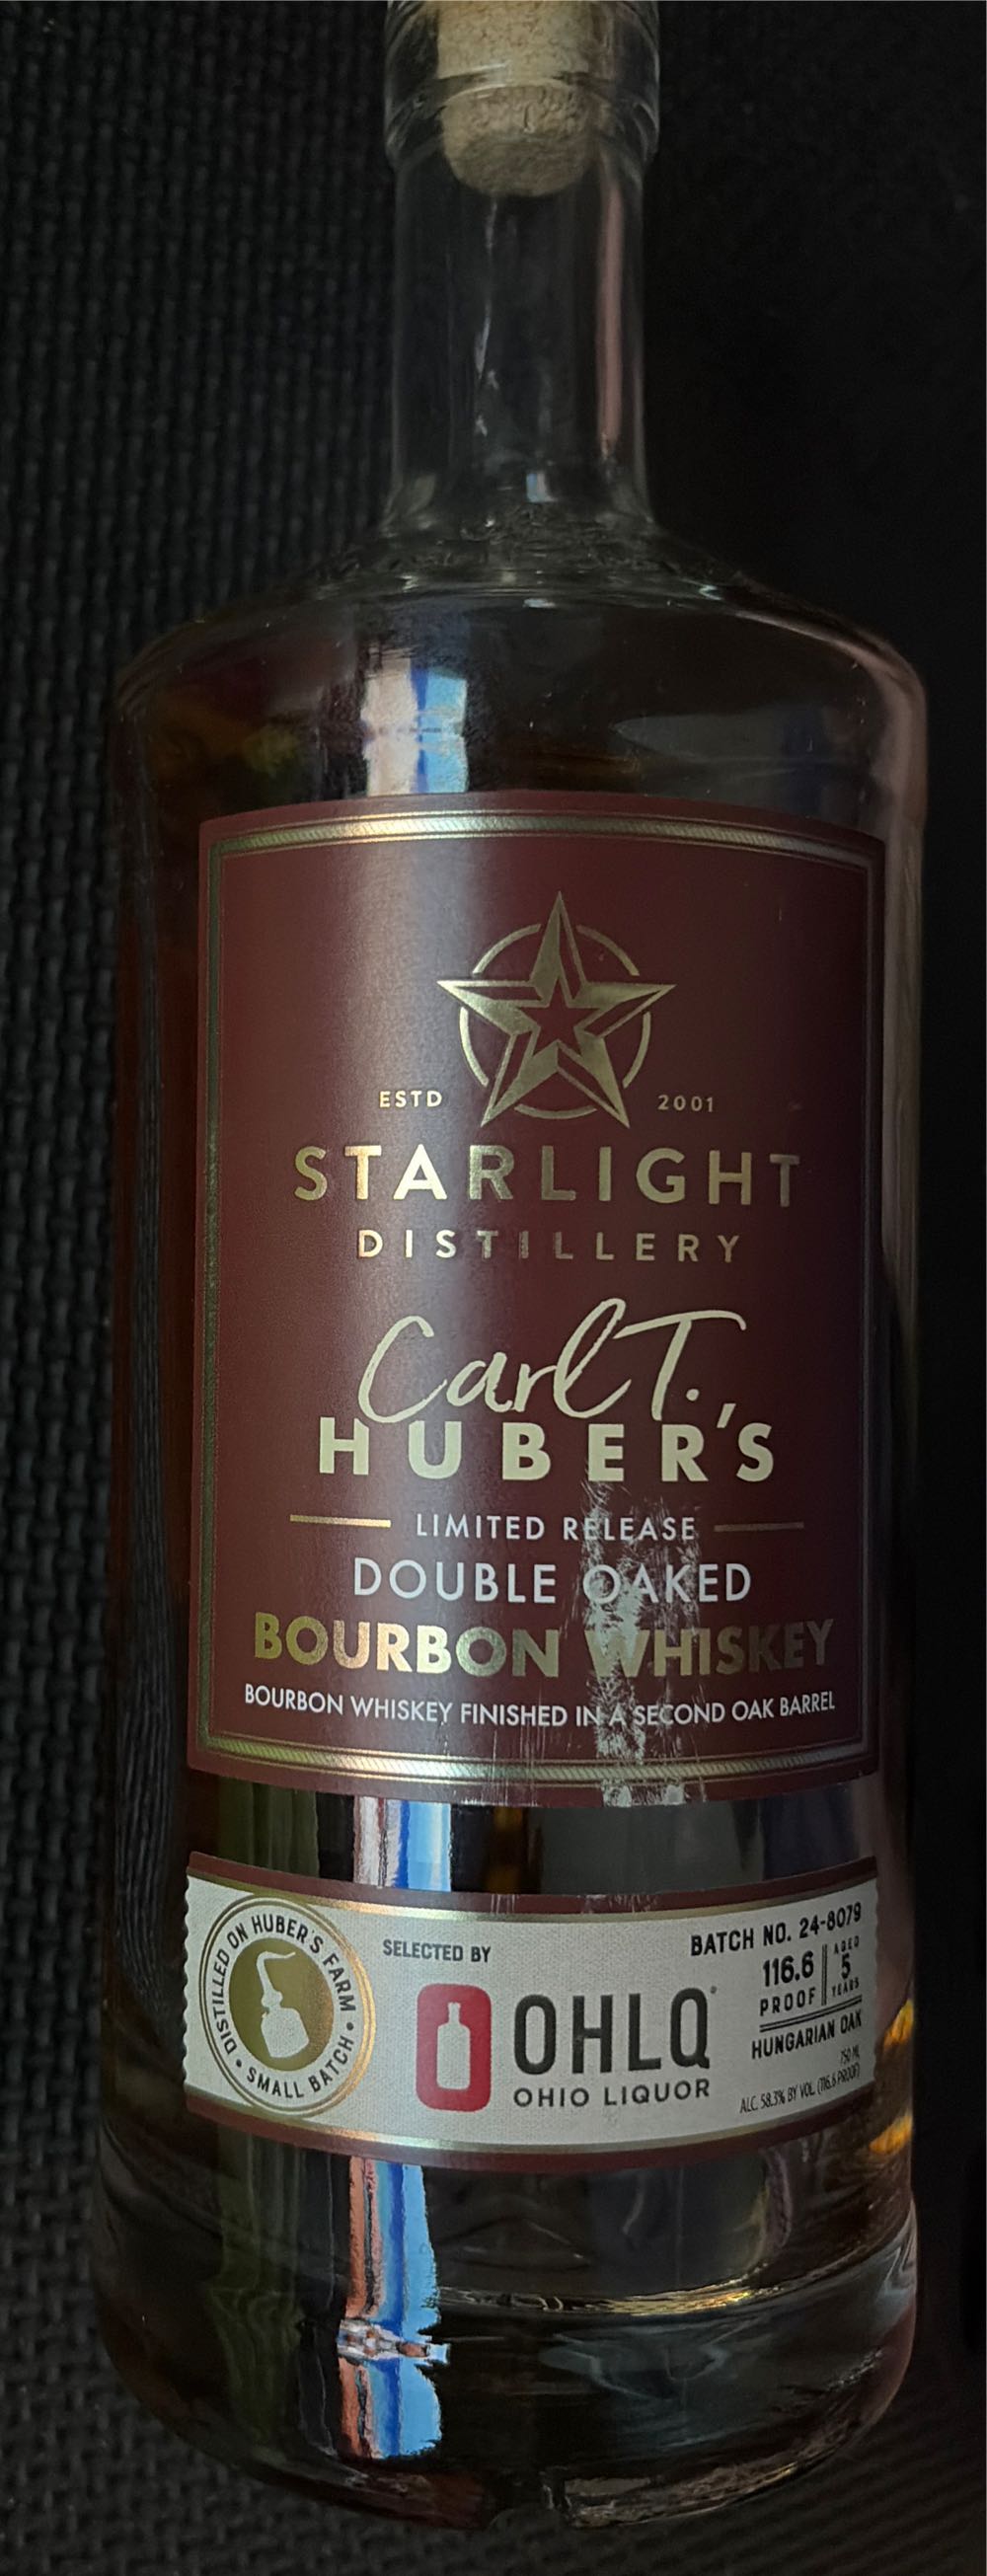 ESTD 2001
STARLIGHT
DISTILLERY
Carl T.
HUBER'S
LIMITED RELEASE
DOUBLE OAKED
BOURBON WHISKEY
BOURBON WHISKEY FINISHED IN A SECOND OAK BARREL
DISTILLED ON HUBER'S FARM
• SMALL BATCH •
SELECTED BY
OHLQ
OHIO LIQUOR
BATCH NO. 24-8079
116.6 PROOF
AGED 5 YEARS
HUNGARIAN OAK
750 ML
ALC. 58.3% BY VOL. (116.6 PROOF)